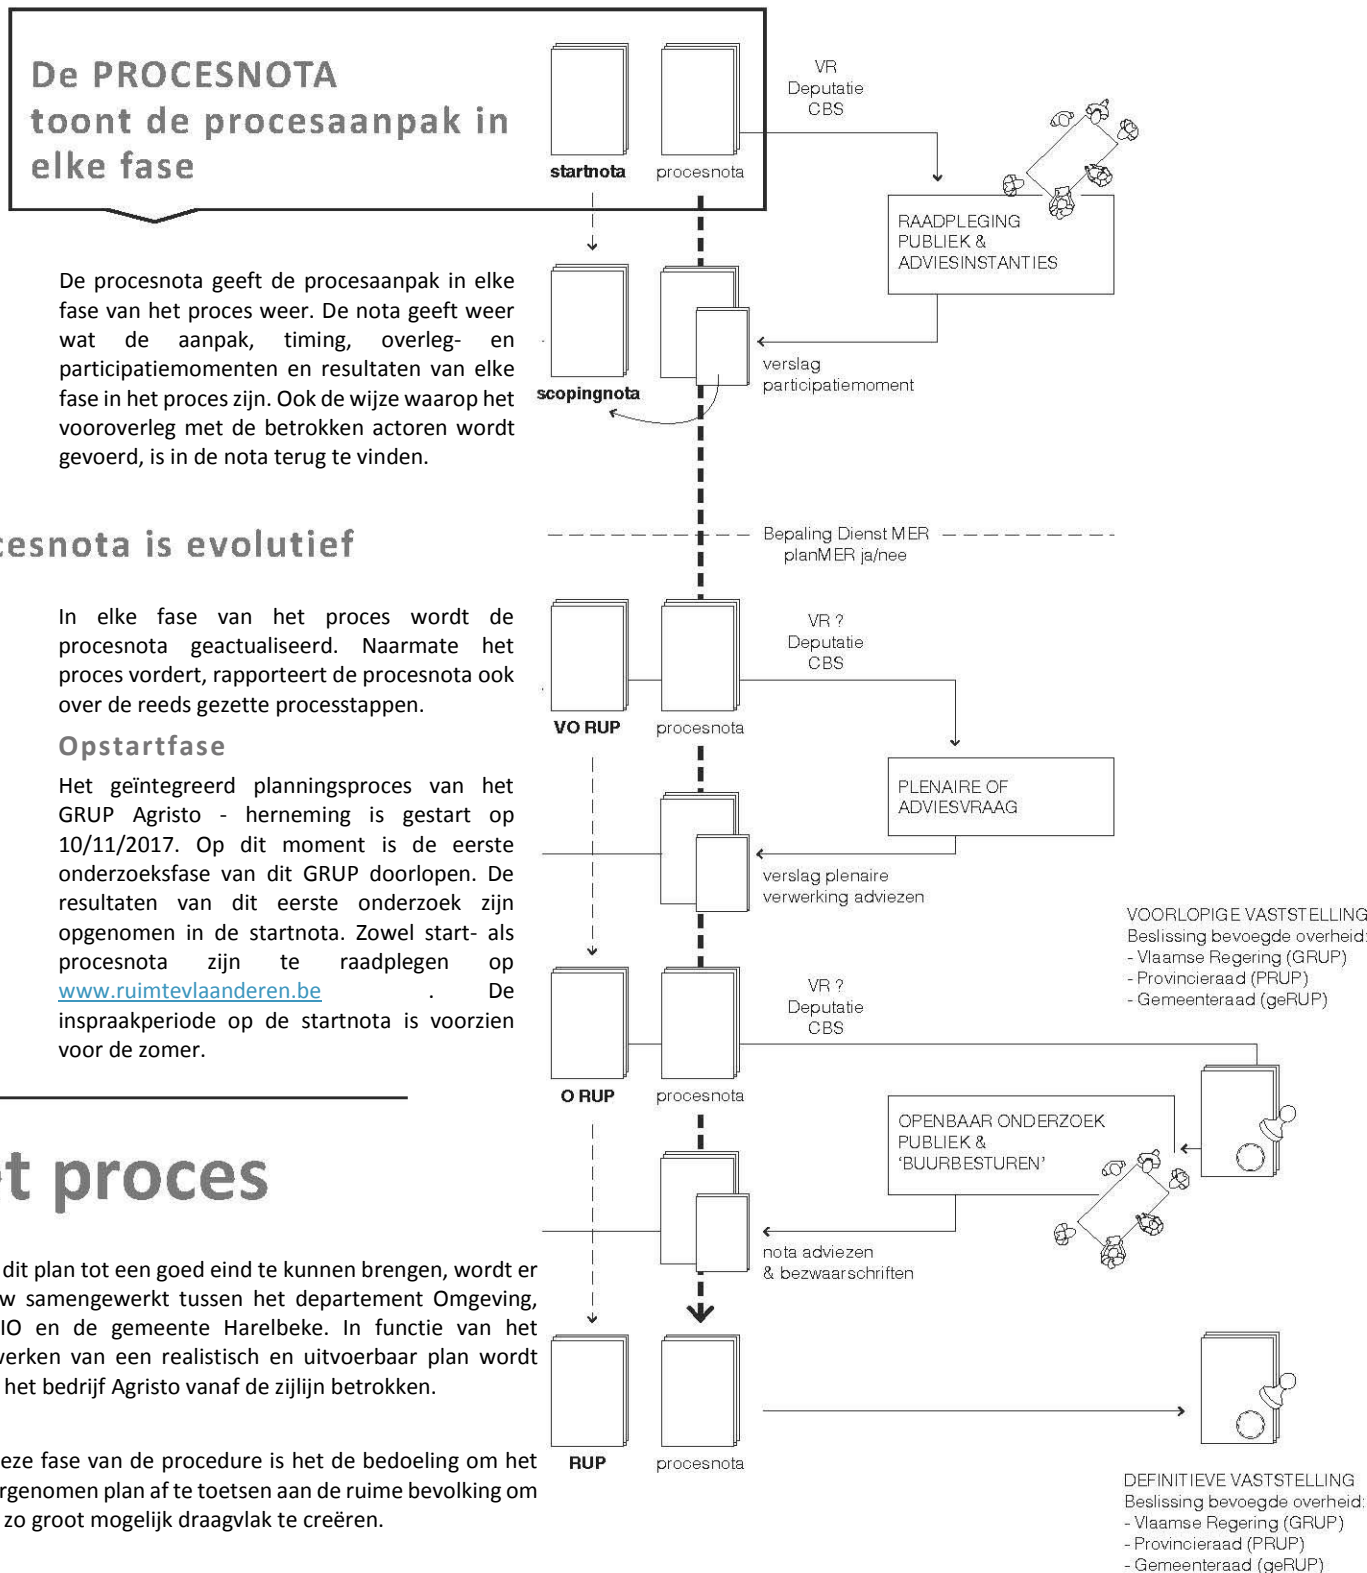 De PROCESNOTA
toont de procesaanpak in
elke fase
De procesnota geeft de procesaanpak in elke
fase van het proces weer. De nota geeft weer
wat de aanpak, timing, overleg- en
participatiemomenten en resultaten van elke
fase in het proces zijn. Ook de wijze waarop het
vooroverleg met de betrokken actoren wordt
gevoerd, is in de nota terug te vinden.
cesnota is evolutief
In elke fase van het proces wordt de
procesnota geactualiseerd. Naarmate het
proces vordert, rapporteert de procesnota ook
over de reeds gezette processtappen.
Opstartfase
Het geïntegreerd planningsproces van het
GRUP Agristo - herneming is gestart op
10/11/2017. Op dit moment is de eerste
onderzoeksfase van dit GRUP doorlopen. De
resultaten van dit eerste onderzoek zijn
opgenomen in de startnota. Zowel start- als
procesnota zijn te raadplegen op
www.ruimtevlaanderen.be . De
inspraakperiode op de startnota is voorzien
voor de zomer.
t proces
dit plan tot een goed eind te kunnen brengen, wordt er
w samengewerkt tussen het departement Omgeving,
IO en de gemeente Harelbeke. In functie van het
werken van een realistisch en uitvoerbaar plan wordt
het bedrijf Agristo vanaf de zijlijn betrokken.
eze fase van de procedure is het de bedoeling om het
rgenomen plan af te toetsen aan de ruime bevolking om
zo groot mogelijk draagvlak te creëren.
startnota
procesnota
VR
Deputatie
CBS
RAADPLEGING
PUBLIEK &
ADVIESINSTANTIES
scopingnota
verslag
participatiemoment
Bepaling Dienst MER
planMER ja/nee
VR ?
Deputatie
CBS
VO RUP
procesnota
PLENAIRE OF
ADVIESVRAAG
verslag plenaire
verwerking adviezen
VOORLOPIGE VASTSTELLING
Beslissing bevoegde overheid:
- Vlaamse Regering (GRUP)
- Provincieraad (PRUP)
- Gemeenteraad (geRUP)
VR ?
Deputatie
CBS
O RUP
procesnota
OPENBAAR ONDERZOEK
PUBLIEK &
‘BUURBESTUREN’
nota adviezen
& bezwaarschriften
RUP
procesnota
DEFINITIEVE VASTSTELLING
Beslissing bevoegde overheid:
- Vlaamse Regering (GRUP)
- Provincieraad (PRUP)
- Gemeenteraad (geRUP)